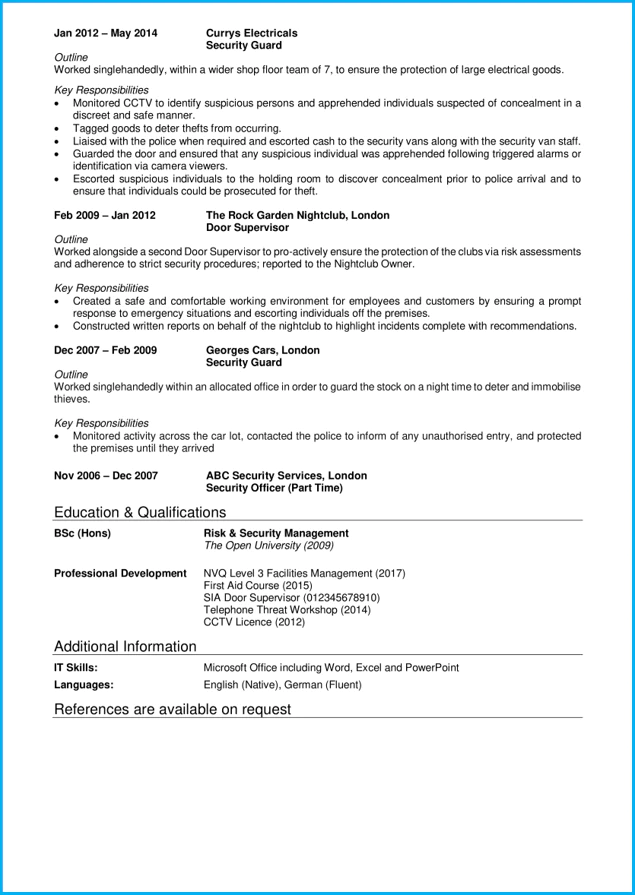 Jan 2012 – May 2014 Currys Electricals
Security Guard
Outline
Worked singlehandedly, within a wider shop floor team of 7, to ensure the protection of large electrical goods.
Key Responsibilities
• Monitored CCTV to identify suspicious persons and apprehended individuals suspected of concealment in a
discreet and safe manner.
• Tagged goods to deter thefts from occurring.
• Liaised with the police when required and escorted cash to the security vans along with the security van staff.
• Guarded the door and ensured that any suspicious individual was apprehended following triggered alarms or
identification via camera viewers.
• Escorted suspicious individuals to the holding room to discover concealment prior to police arrival and to
ensure that individuals could be prosecuted for theft.
Feb 2009 – Jan 2012 The Rock Garden Nightclub, London
Door Supervisor
Outline
Worked alongside a second Door Supervisor to pro-actively ensure the protection of the clubs via risk assessments
and adherence to strict security procedures; reported to the Nightclub Owner.
Key Responsibilities
• Created a safe and comfortable working environment for employees and customers by ensuring a prompt
response to emergency situations and escorting individuals off the premises.
• Constructed written reports on behalf of the nightclub to highlight incidents complete with recommendations.
Dec 2007 – Feb 2009 Georges Cars, London
Security Guard
Outline
Worked singlehandedly within an allocated office in order to guard the stock on a night time to deter and immobilise
thieves.
Key Responsibilities
• Monitored activity across the car lot, contacted the police to inform of any unauthorised entry, and protected
the premises until they arrived
Nov 2006 – Dec 2007 ABC Security Services, London
Security Officer (Part Time)
Education & Qualifications
BSc (Hons) Risk & Security Management
The Open University (2009)
Professional Development NVQ Level 3 Facilities Management (2017)
First Aid Course (2015)
SIA Door Supervisor (012345678910)
Telephone Threat Workshop (2014)
CCTV Licence (2012)
Additional Information
IT Skills: Microsoft Office including Word, Excel and PowerPoint
Languages: English (Native), German (Fluent)
References are available on request